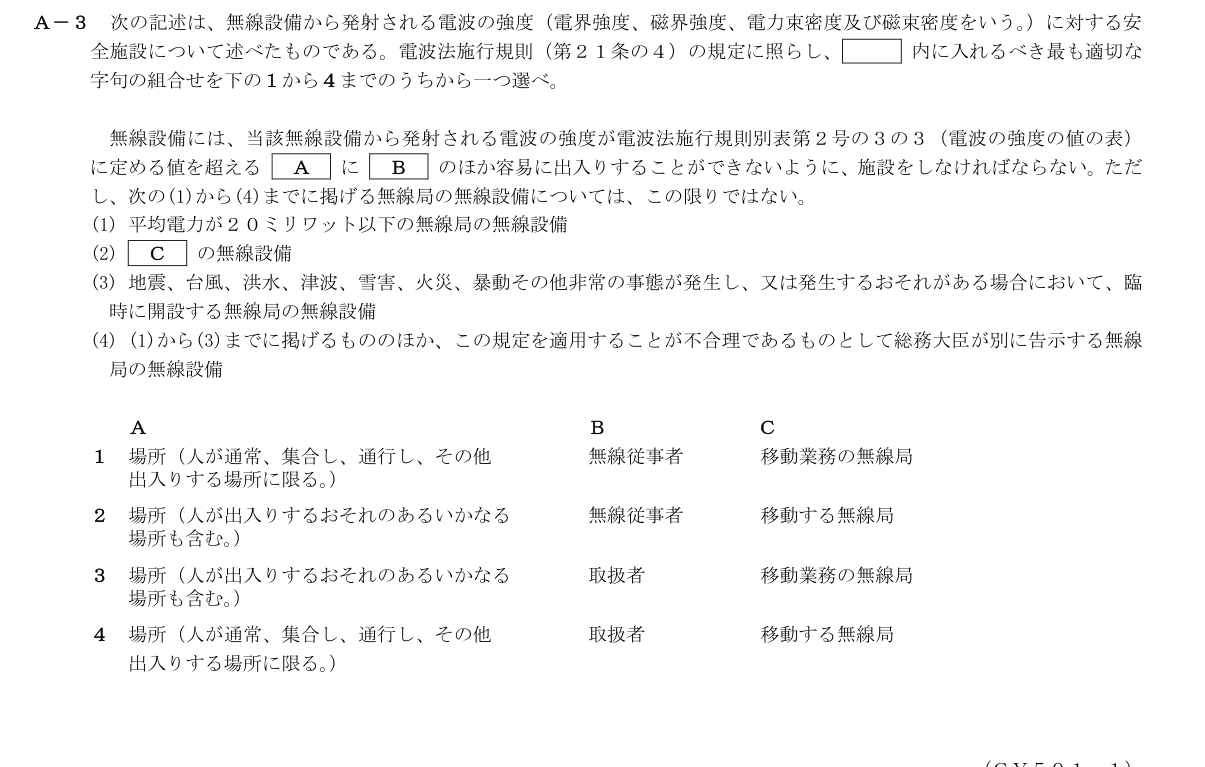 Ａ－３　次の記述は、無線設備から発射される電波の強度（電界強度、磁界強度、電力束密度及び磁束密度をいう。）に対する安
全施設について述べたものである。電波法施行規則（第２１条の４）の規定に照らし、　　　内に入れるべき最も適切な
字句の組合せを下の１から４までのうちから一つ選べ。
無線設備には、当該無線設備から発射される電波の強度が電波法施行規則別表第２号の３の３（電波の強度の値の表）
に定める値を超える Ａ に Ｂ のほか容易に出入りすることができないように、施設をしなければならない。ただ
し、次の(1)から(4)までに掲げる無線局の無線設備については、この限りではない。
(1) 平均電力が２０ミリワット以下の無線局の無線設備
(2) Ｃ の無線設備
(3) 地震、台風、洪水、津波、雪害、火災、暴動その他非常の事態が発生し、又は発生するおそれがある場合において、臨
時に開設する無線局の無線設備
(4) (1)から(3)までに掲げるもののほか、この規定を適用することが不合理であるものとして総務大臣が別に告示する無線
局の無線設備
Ａ　Ｂ　Ｃ
１　場所（人が通常、集合し、通行し、その他　無線従事者　移動業務の無線局
出入りする場所に限る。）
２　場所（人が出入りするおそれのあるいかなる　無線従事者　移動する無線局
場所も含む。）
３　場所（人が出入りするおそれのあるいかなる　取扱者　移動業務の無線局
場所も含む。）
４　場所（人が通常、集合し、通行し、その他　取扱者　移動する無線局
出入りする場所に限る。）